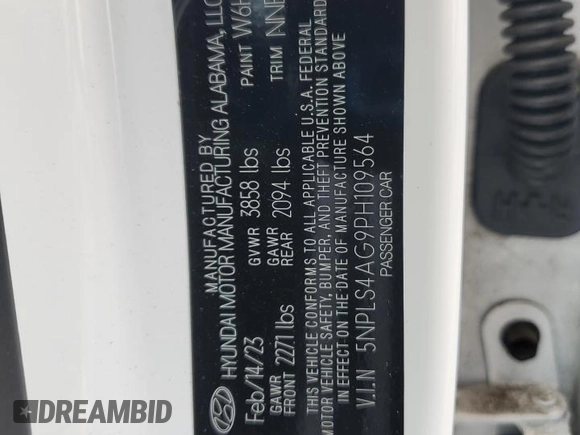 MANUFACTURED BY
HYUNDAI MOTOR MANUFACTURING ALABAMA, LLC
Feb/14/23 GVWR 3858 lbs PAINT
GAWR FRONT 2271 lbs GAWR REAR 2094 lbs TRIM
THIS VEHICLE CONFORMS TO ALL APPLICABLE U.S.A. FEDERAL
MOTOR VEHICLE SAFETY, BUMPER, AND THEFT PREVENTION STANDARD
IN EFFECT ON THE DATE OF MANUFACTURE SHOWN ABOVE
V.I.N 5NPLS4AG9PH109564
PASSENGER CAR
DREAMBID